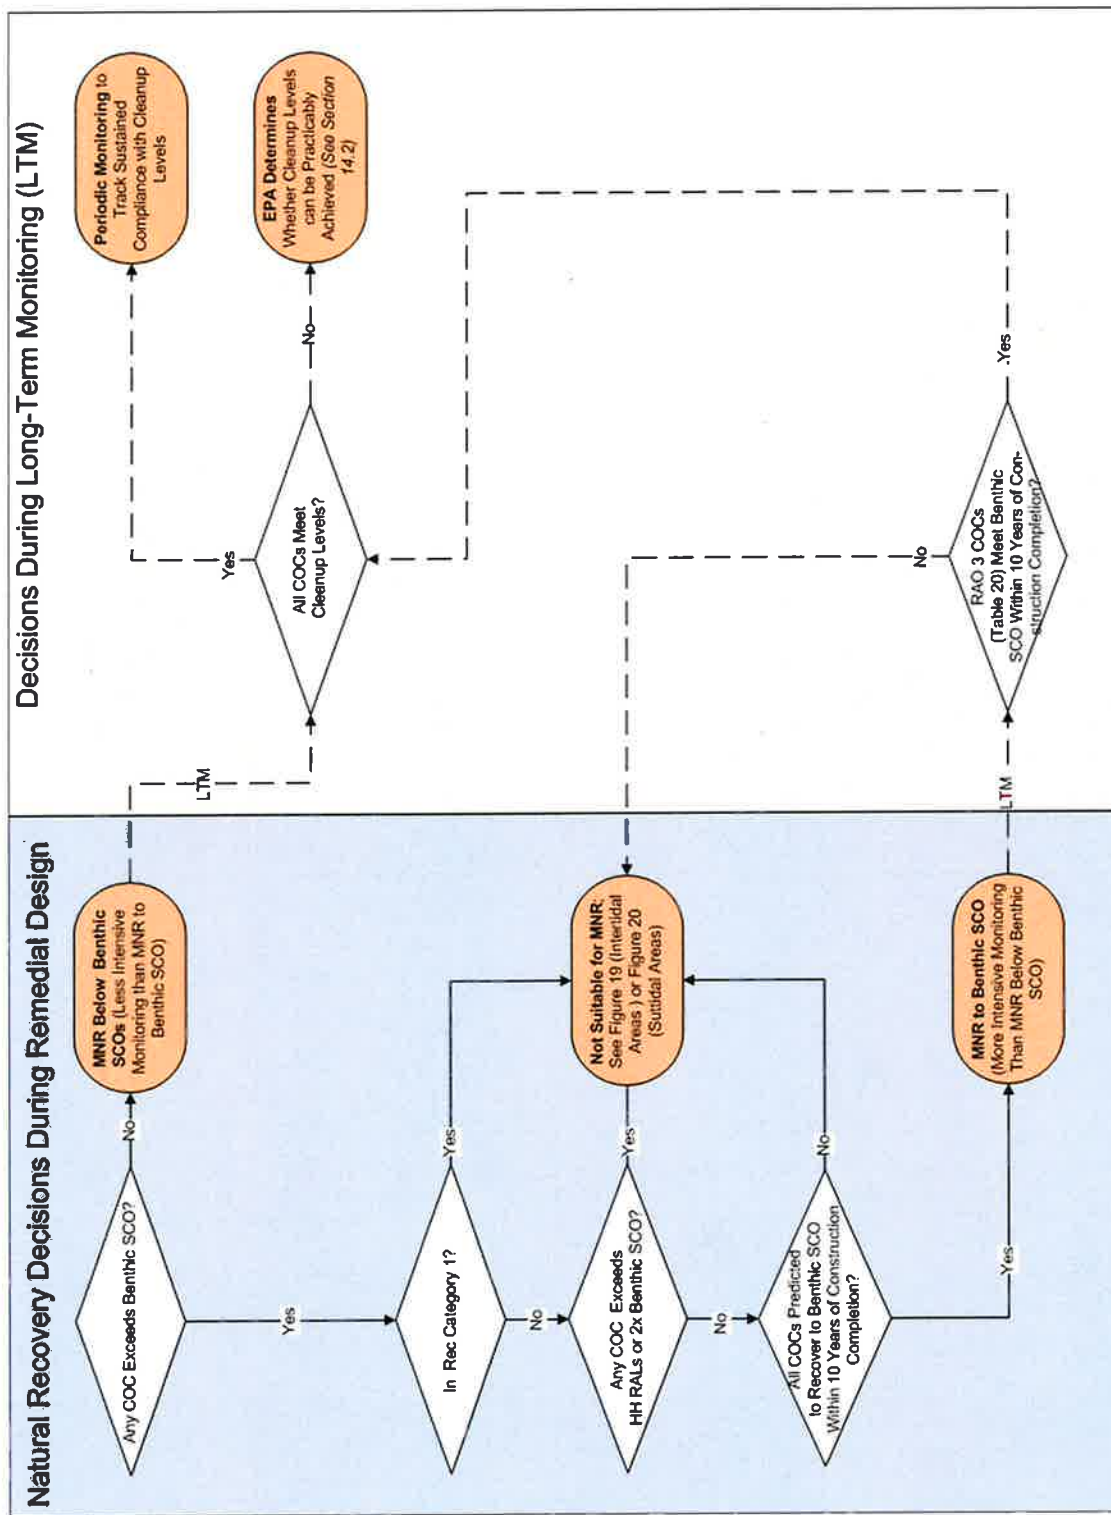 Natural Recovery Decisions During Remedial Design
Any COC Exceeds Benthic SCO?
No
MNR Below Benthic
SCOs (Less Intensive
Monitoring than MNR to
Benthic SCO)
Yes
In Rec Category 1?
Yes
No
Any COC Exceeds
HH RALs or 2x Benthic SCO?
Yes
Not Suitable for MNR;
See Figure 19 (Intertidal
Areas ) or Figure 20
(Suttidal Areas)
No
All COCs Predicted
to Recover to Benthic SCO
Within 10 Years of Construction
Completion?
No
Yes
MNR to Benthic SCO
(More Intensive Monitoring
Than MNR Below Benthic
SCO)
Decisions During Long-Term Monitoring (LTM)
LTM
All COCs Meet
Cleanup Levels?
Yes
Periodic Monitoring to
Track Sustained
Compliance with Cleanup
Levels
No
EPA Determines
Whether Cleanup Levels
can be Practicably
Achieved (See Section
14.2)
LTM
RAO 3 COCs
(Table 20) Meet Benthic
SCO Within 10 Years of Con-
struction Completion?
No
Yes